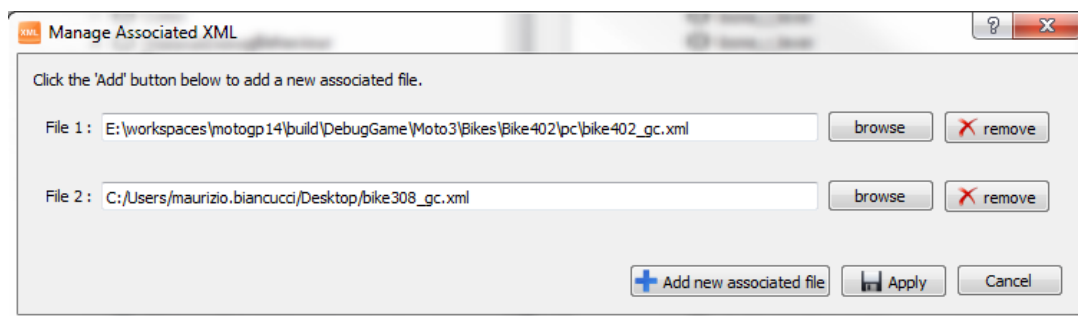 XML Manage Associated XML ?
Click the 'Add' button below to add a new associated file.
File 1 : E:\workspaces\motogp14\build\DebugGame\Moto3\Bikes\Bike402\pc\bike402_gc.xml browse remove
File 2 : C:/Users/maurizio.biancucci/Desktop/bike308_gc.xml browse remove
Add new associated file Apply Cancel